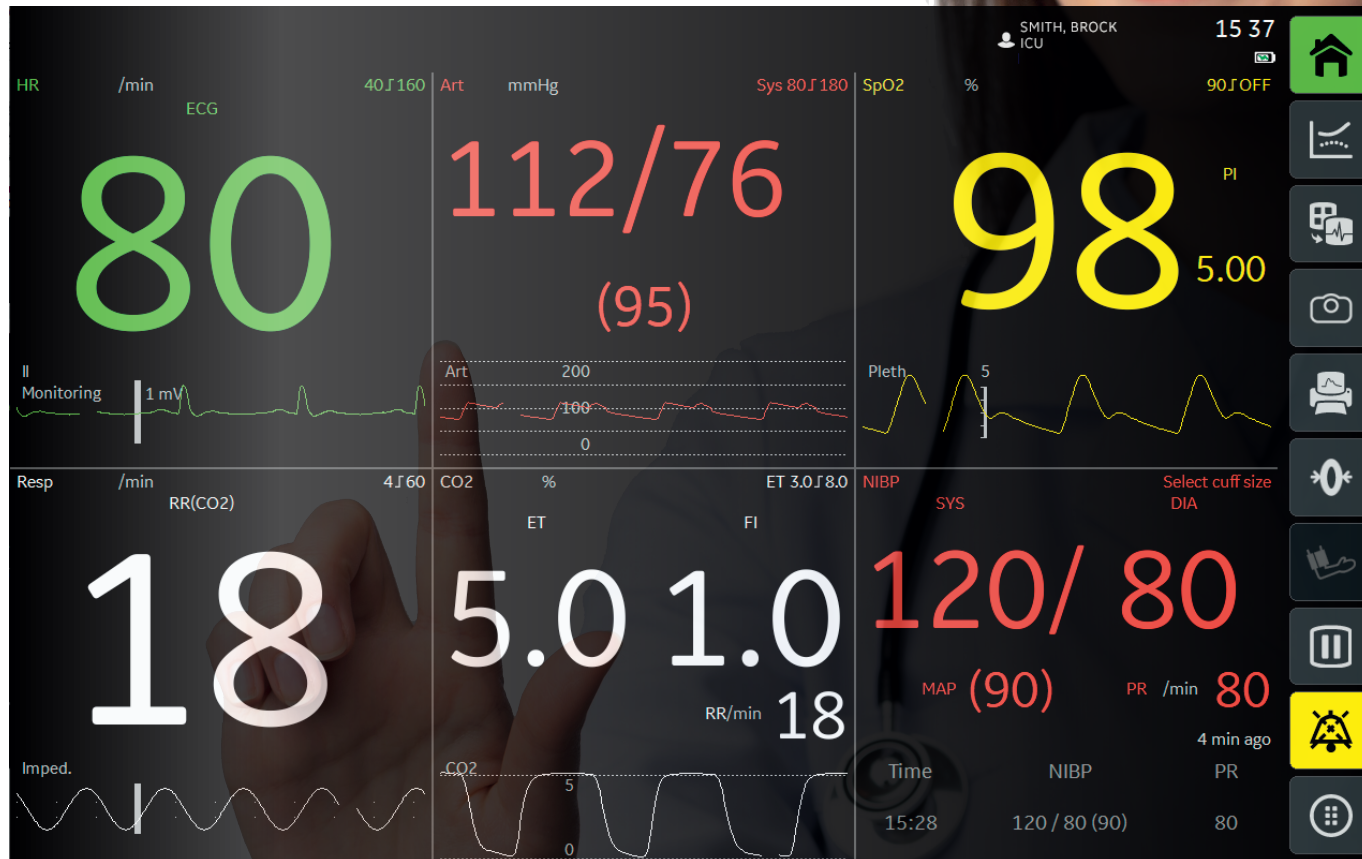 SMITH, BROCK
ICU
15 37
HR /min 40 160
ECG
80
II
Monitoring
1 mV
Art mmHg Sys 80 180
112/76
(95)
Art 200
100
0
SpO2 % 90 OFF
98
PI
5.00
Pleth 5
Resp /min 4 60
RR(CO2)
18
Imped.
CO2 % ET 3.0 8.0
ET FI
5.0 1.0
RR/min 18
CO2
5
0
NIBP Select cuff size
SYS DIA
120/ 80
MAP (90) PR /min 80
4 min ago
Time NIBP PR
15:28 120 / 80 (90) 80